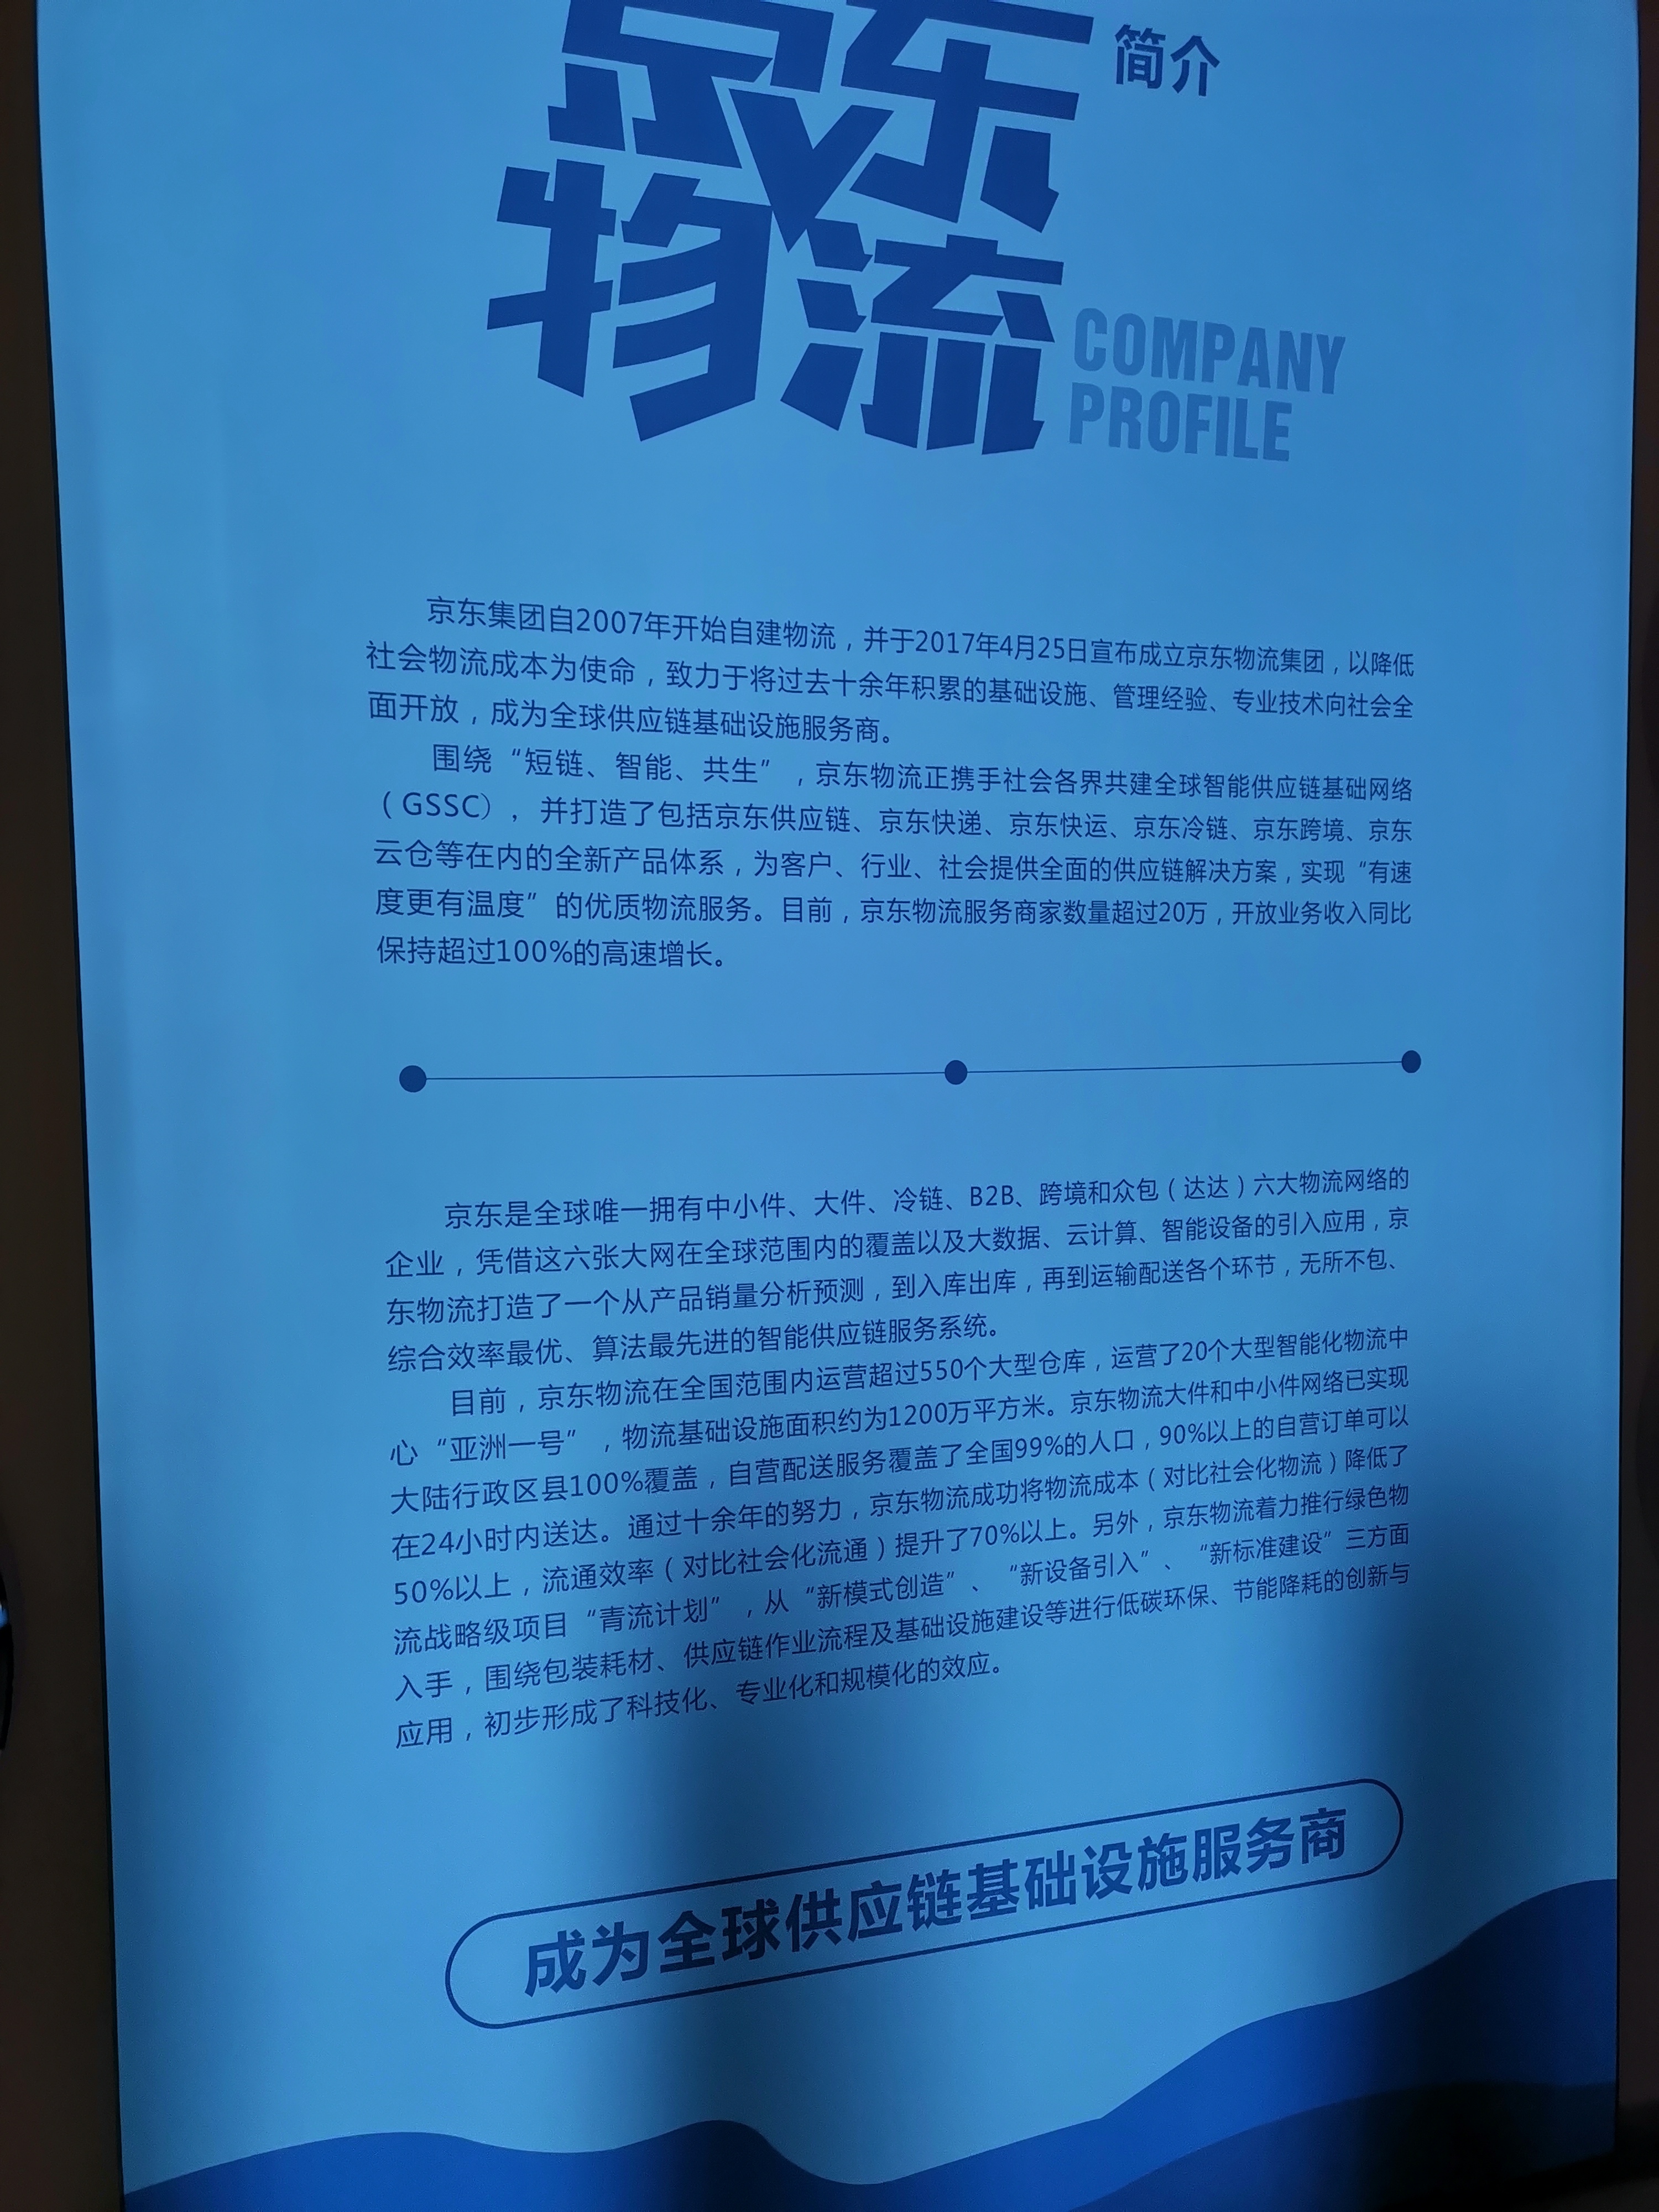 京东
简介
物流
COMPANY
PROFILE
京东集团自2007年开始自建物流，并于2017年4月25日宣布成立京东物流集团，以降低
社会物流成本为使命，致力于将过去十余年积累的基础设施、管理经验、专业技术向社会全
面开放，成为全球供应链基础设施服务商。
围绕“短链、智能、共生”，京东物流正携手社会各界共建全球智能供应链基础网络
（GSSC），并打造了包括京东供应链、京东快递、京东快运、京东冷链、京东跨境、京东
云仓等在内的全新产品体系，为客户、行业、社会提供全面的供应链解决方案，实现“有速
度更有温度”的优质物流服务。目前，京东物流服务商家数量超过20万，开放业务收入同比
保持超过100%的高速增长。
京东是全球唯一拥有中小件、大件、冷链、B2B、跨境和众包（达达）六大物流网络的
企业，凭借这六张大网在全球范围内的覆盖以及大数据、云计算、智能设备的引入应用，京
东物流打造了一个从产品销量分析预测，到入库出库，再到运输配送各个环节，无所不包、
综合效率最优、算法最先进的智能供应链服务系统。
目前，京东物流在全国范围内运营超过550个大型仓库，运营了20个大型智能化物流中
心“亚洲一号”，物流基础设施面积约为1200万平方米。京东物流大件和中小件网络已实现
大陆行政区县100%覆盖，自营配送服务覆盖了全国99%的人口，90%以上的自营订单可以
在24小时内送达。通过十余年的努力，京东物流成功将物流成本（对比社会化物流）降低了
50%以上，流通效率（对比社会化流通）提升了70%以上。另外，京东物流着力推行绿色物
流战略级项目“青流计划”，从“新模式创造”、“新设备引入”、“新标准建设”三方面
入手，围绕包装耗材、供应链作业流程及基础设施建设等进行低碳环保、节能降耗的创新与
应用，初步形成了科技化、专业化和规模化的效应。
成为全球供应链基础设施服务商